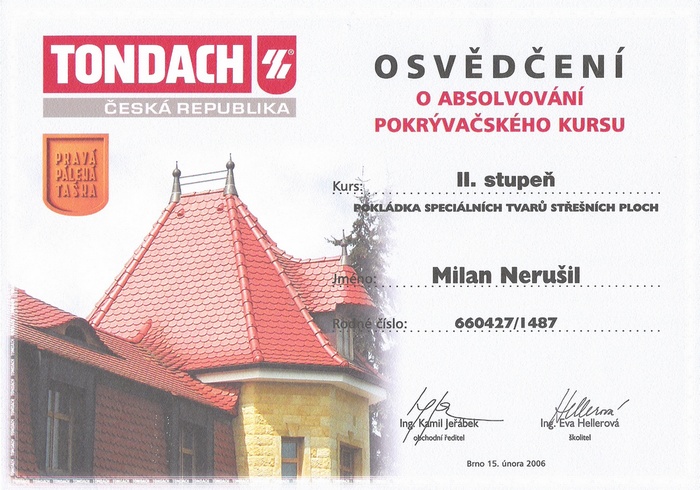 TONDACH
ČESKÁ REPUBLIKA
PRAVÁ
PÁLENÁ
TAŠKA
OSVĚDČENÍ
O ABSOLVOVÁNÍ
POKRÝVAČSKÉHO KURSU
Kurs: II. stupeň
POKLÁDKA SPECIÁLNÍCH TVARŮ STŘEŠNÍCH PLOCH
Jméno: Milan Nerušil
Rodné číslo: 660427/1487
Hellerová
Ing. Kamil Jeřábek
obchodní ředitel
Ing. Eva Hellerová
školitel
Brno 15. února 2006